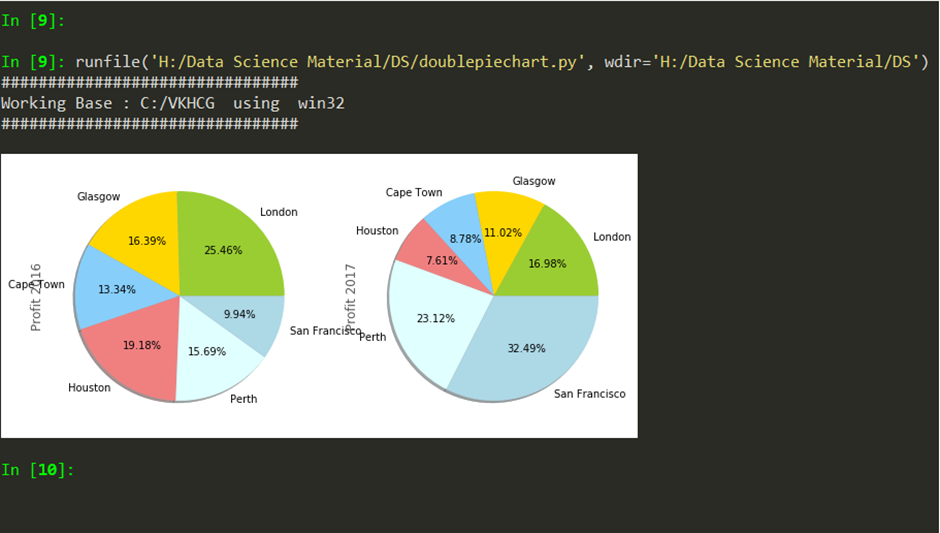 In [9]:
In [9]: runfile('H:/Data Science Material/DS/doublepiechart.py', wdir='H:/Data Science Material/DS')
################################
Working Base : C:/VKHCG  using  win32
################################
Profit 2016
Glasgow
London
16.39%
25.46%
Cape Town
13.34%
9.94%
San Francisco
19.18%
15.69%
Houston
Perth
Profit 2017
Glasgow
Cape Town
Houston
London
8.78%
11.02%
7.61%
16.98%
23.12%
Perth
32.49%
San Francisco
In [10]: